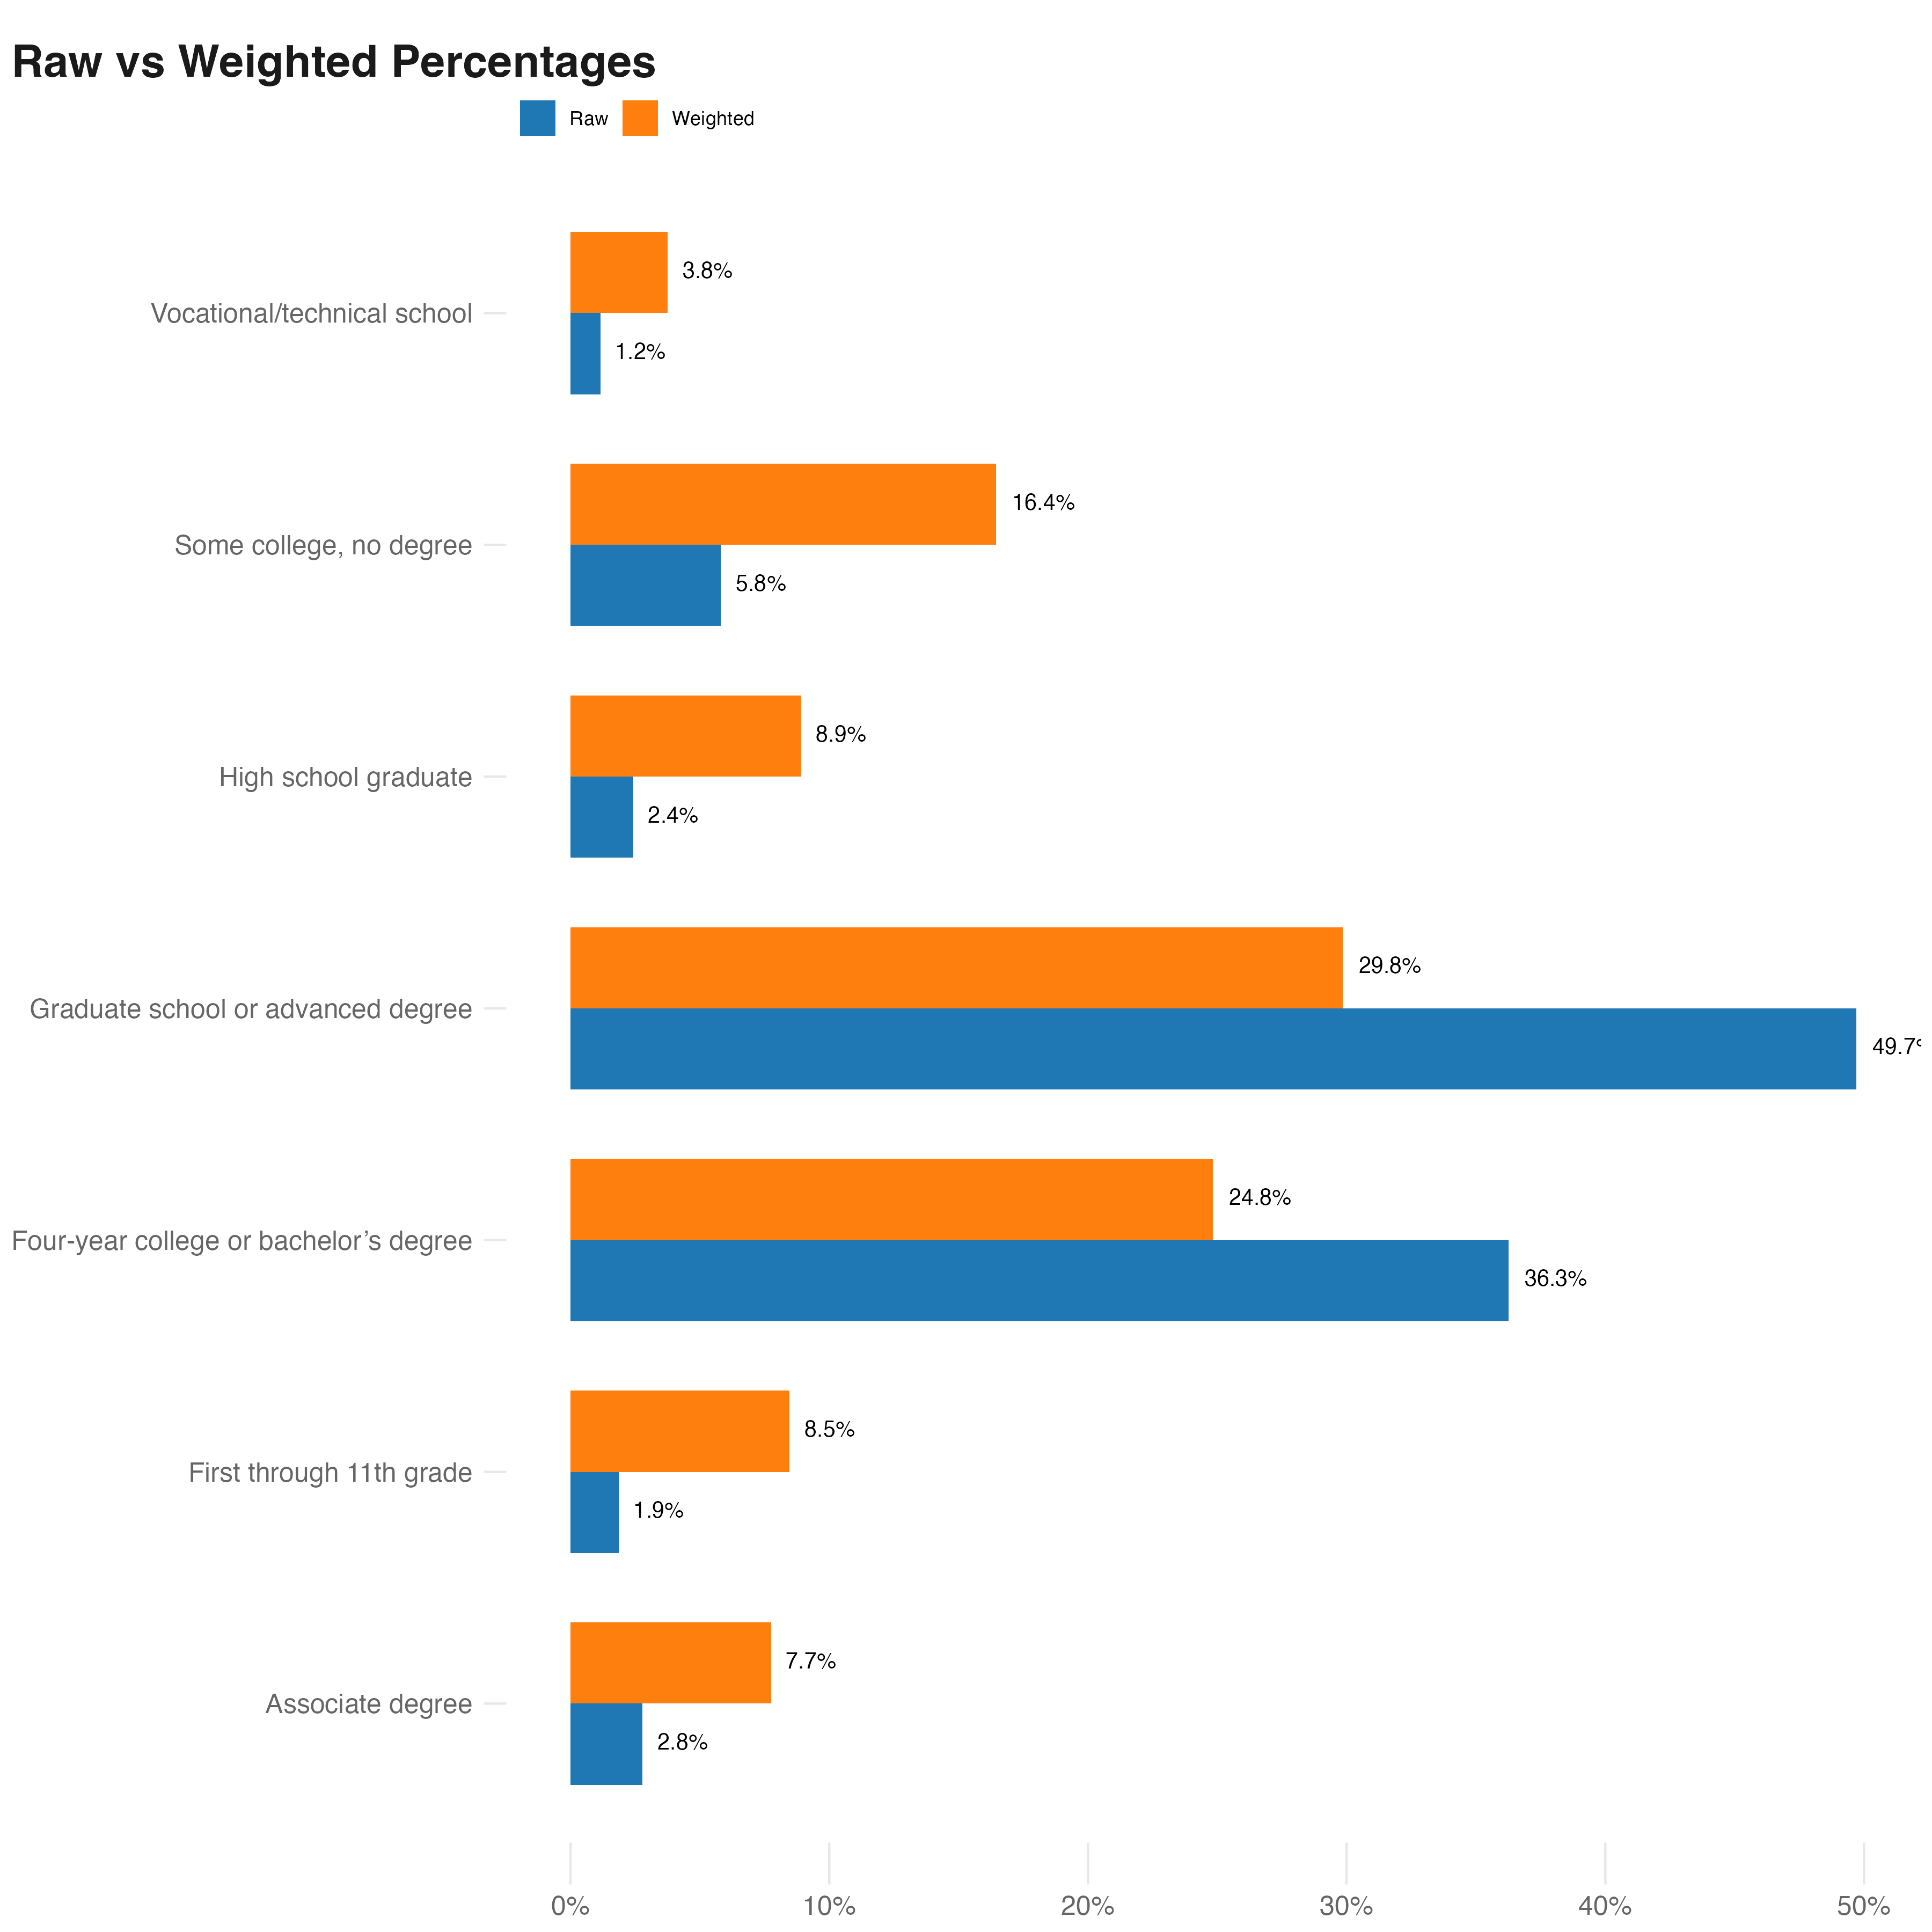 Raw vs Weighted Percentages
Raw Weighted
Vocational/technical school
3.8%
1.2%
Some college, no degree
16.4%
5.8%
High school graduate
8.9%
2.4%
Graduate school or advanced degree
29.8%
49.7%
Four-year college or bachelor’s degree
24.8%
36.3%
First through 11th grade
8.5%
1.9%
Associate degree
7.7%
2.8%
0% 10% 20% 30% 40% 50%